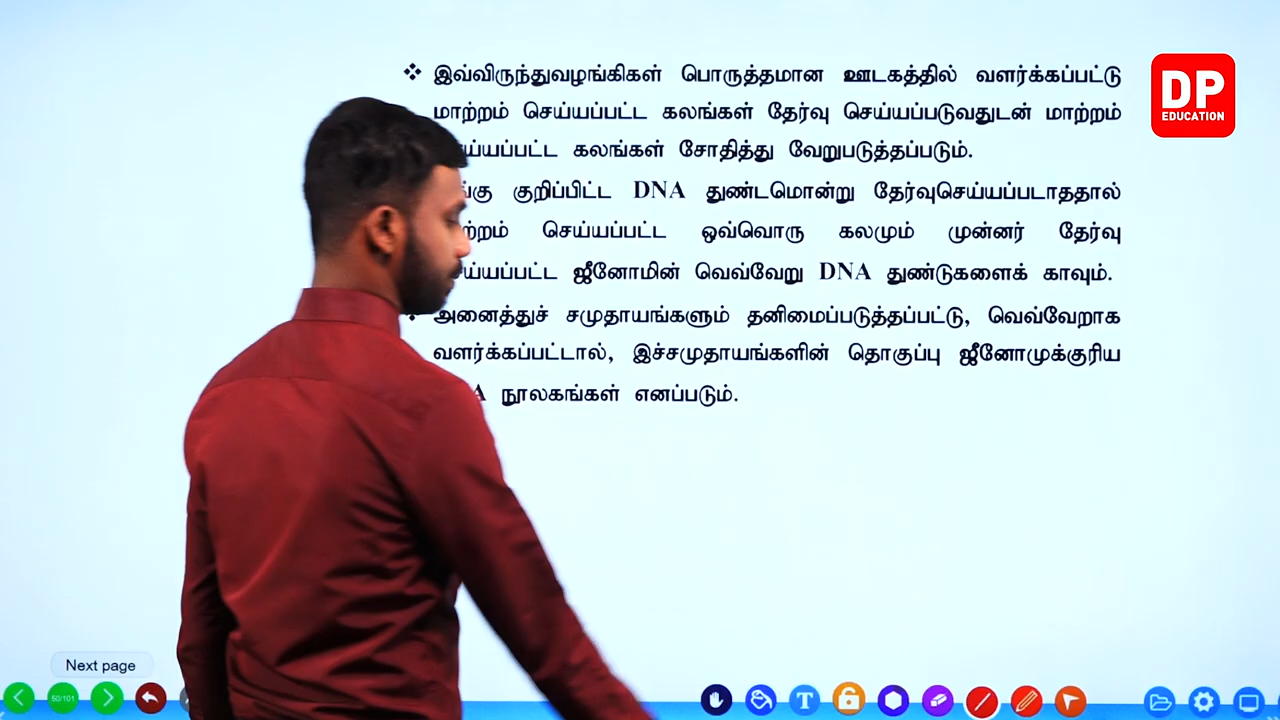 ❖ இவ்விருந்துவழங்கிகள் பொருத்தமான ஊடகத்தில் வளர்க்கப்பட்டு
மாற்றம் செய்யப்பட்ட கலங்கள் தேர்வு செய்யப்படுவதுடன் மாற்றம்
கலங்கள் சோதித்து வேறுபடுத்தப்படும்.
குறிப்பிட்ட DNA துண்டமொன்று தேர்வுசெய்யப்படாததால்
செய்யப்பட்ட ஒவ்வொரு கலமும் முன்னர் தேர்வு
ஜீனோமின் வெவ்வேறு DNA துண்டுகளைக் காவும்.
அனைத்துச் சமுதாயங்களும் தனிமைப்படுத்தப்பட்டு, வெவ்வேறாக
வளர்க்கப்பட்டால், இச்சமுதாயங்களின் தொகுப்பு ஜீனோமுக்குரிய
நூலகங்கள் எனப்படும்.
DP
EDUCATION
Next page
50/101
T